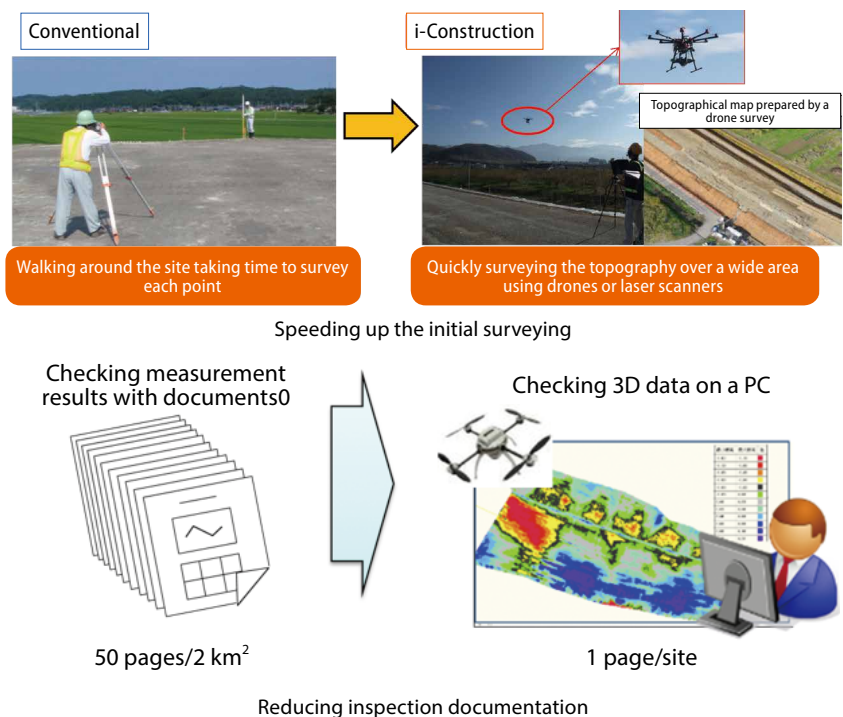 Conventional
i-Construction
Topographical map prepared by a
drone survey
Walking around the site taking time to survey
each point
Quickly surveying the topography over a wide area
using drones or laser scanners
Speeding up the initial surveying
Checking measurement
results with documents0
Checking 3D data on a PC
50 pages/2 km²
1 page/site
Reducing inspection documentation